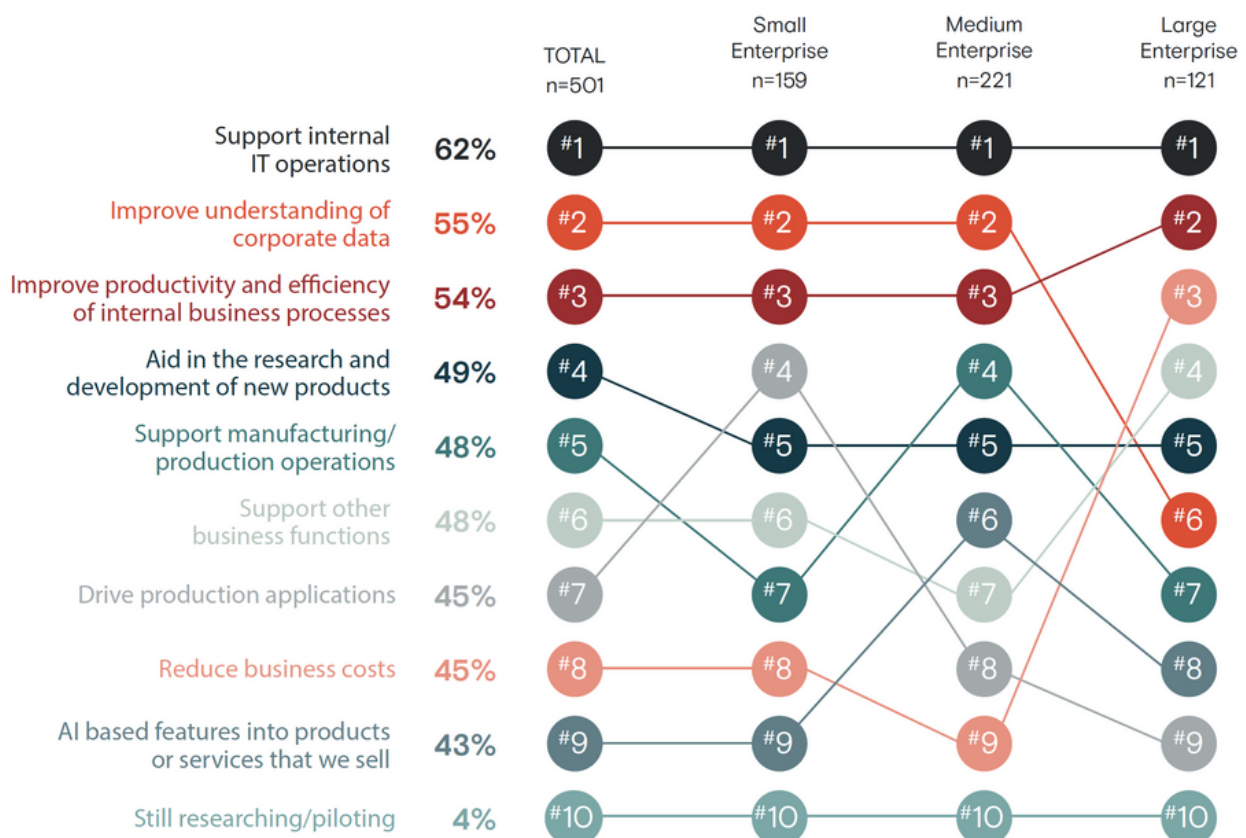 TOTAL
n=501
Small
Enterprise
n=159
Medium
Enterprise
n=221
Large
Enterprise
n=121
Support internal
IT operations
62%
#1 #1 #1 #1
Improve understanding of
corporate data
55%
#2 #2 #2 #2
Improve productivity and efficiency
of internal business processes
54%
#3 #3 #3 #3
Aid in the research and
development of new products
49%
#4 #4 #4 #4
Support manufacturing/
production operations
48%
#5 #5 #5 #5
Support other
business functions
48%
#6 #6 #6 #6
Drive production applications
45%
#7 #7 #7 #7
Reduce business costs
45%
#8 #8 #8 #8
AI based features into products
or services that we sell
43%
#9 #9 #9 #9
Still researching/piloting
4%
#10 #10 #10 #10